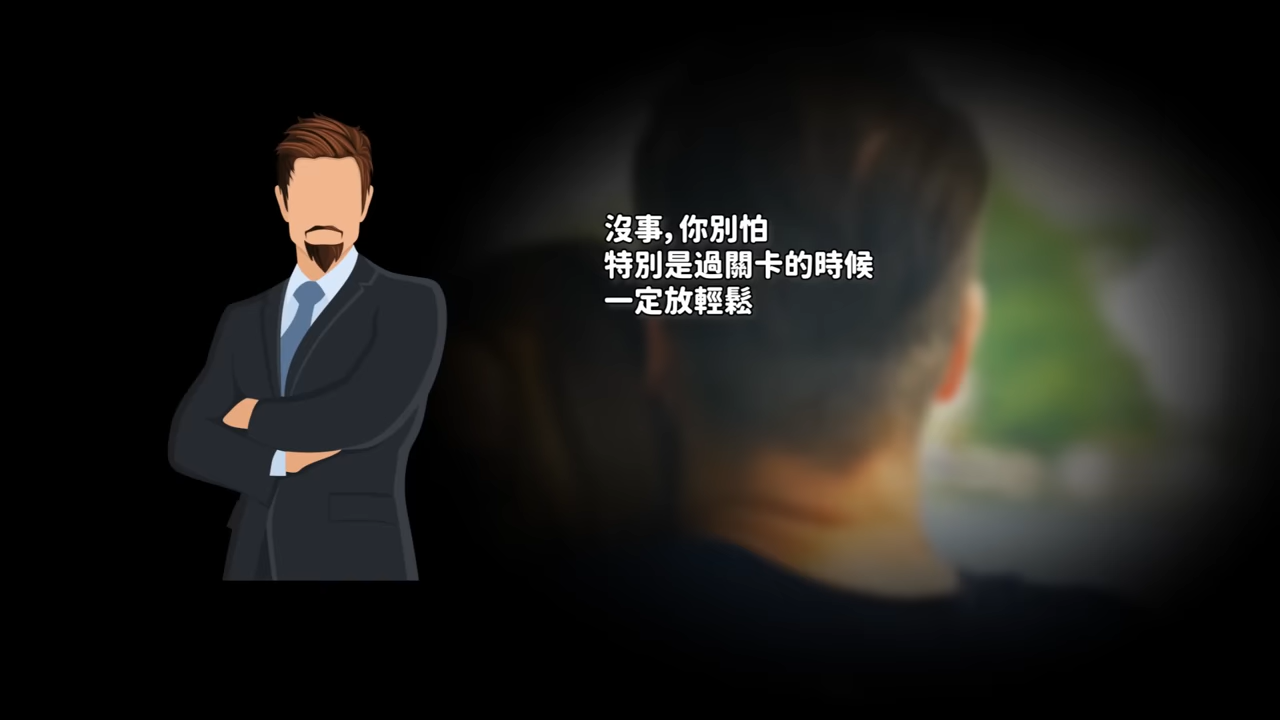 沒事，你別怕
特別是過關卡的時候
一定放輕鬆